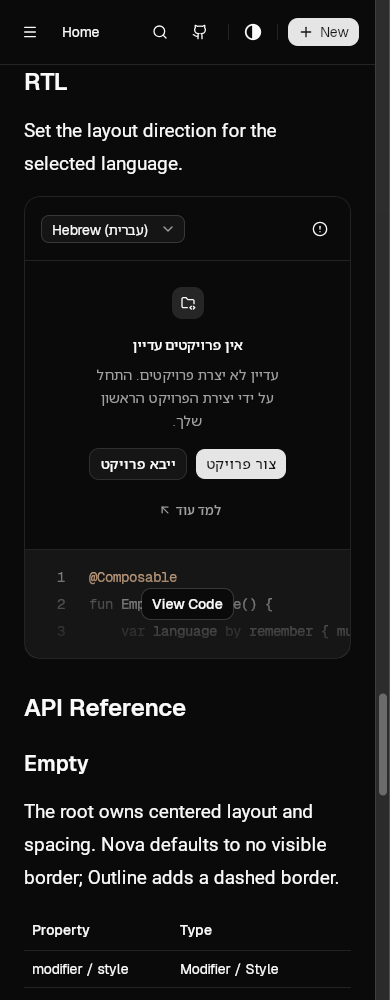 Home
New
RTL
Set the layout direction for the
selected language.
Hebrew (עברית)
אין פרויקטים עדיין
עדיין לא יצרת פרויקטים. התחל
על ידי יצירת הפרויקט הראשון
שלך.
צור פרויקט
ייבא פרויקט
למד עוד
1 @Composable
2 fun Emp e() {
View Code
3 var language by remember { mu
API Reference
Empty
The root owns centered layout and
spacing. Nova defaults to no visible
border; Outline adds a dashed border.
Property Type
modifier / style Modifier / Style